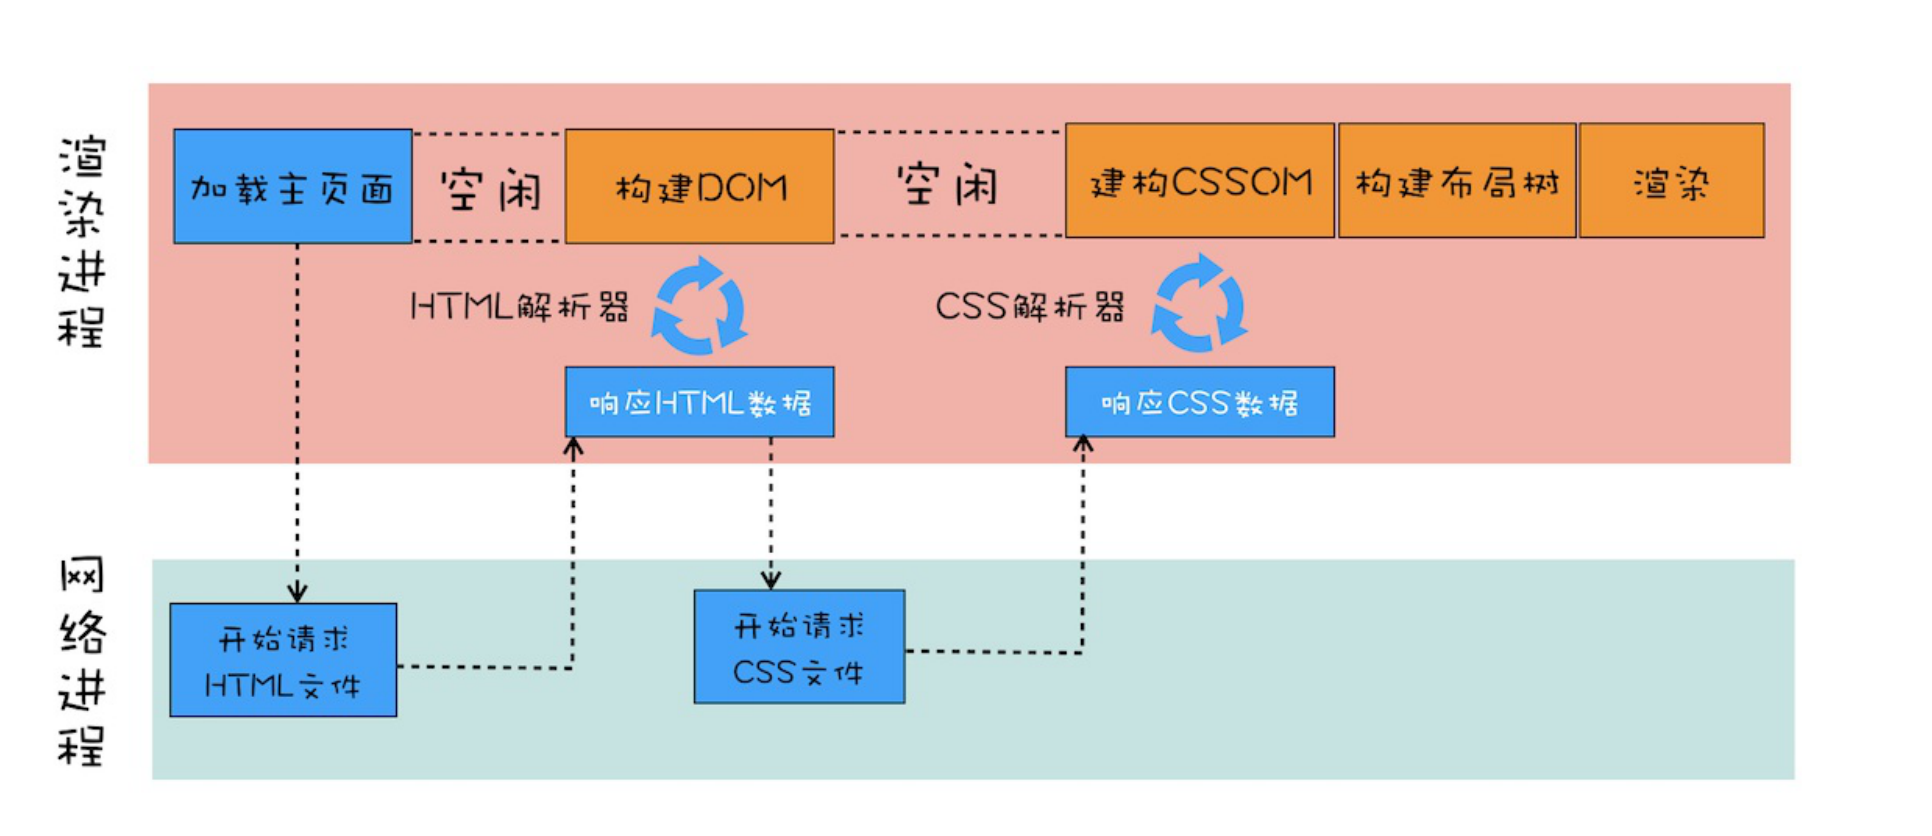 渲染进程
加载主页面
空闲
构建DOM
空闲
建构CSSOM
构建布局树
渲染
HTML解析器
CSS解析器
响应HTML数据
响应CSS数据
网络进程
开始请求
HTML文件
开始请求
CSS文件